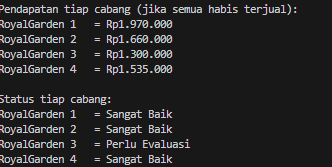 Pendapatan tiap cabang (jika semua habis terjual):
RoyalGarden 1   = Rp1.970.000
RoyalGarden 2   = Rp1.660.000
RoyalGarden 3   = Rp1.300.000
RoyalGarden 4   = Rp1.535.000

Status tiap cabang:
RoyalGarden 1   = Sangat Baik
RoyalGarden 2   = Sangat Baik
RoyalGarden 3   = Perlu Evaluasi
RoyalGarden 4   = Sangat Baik